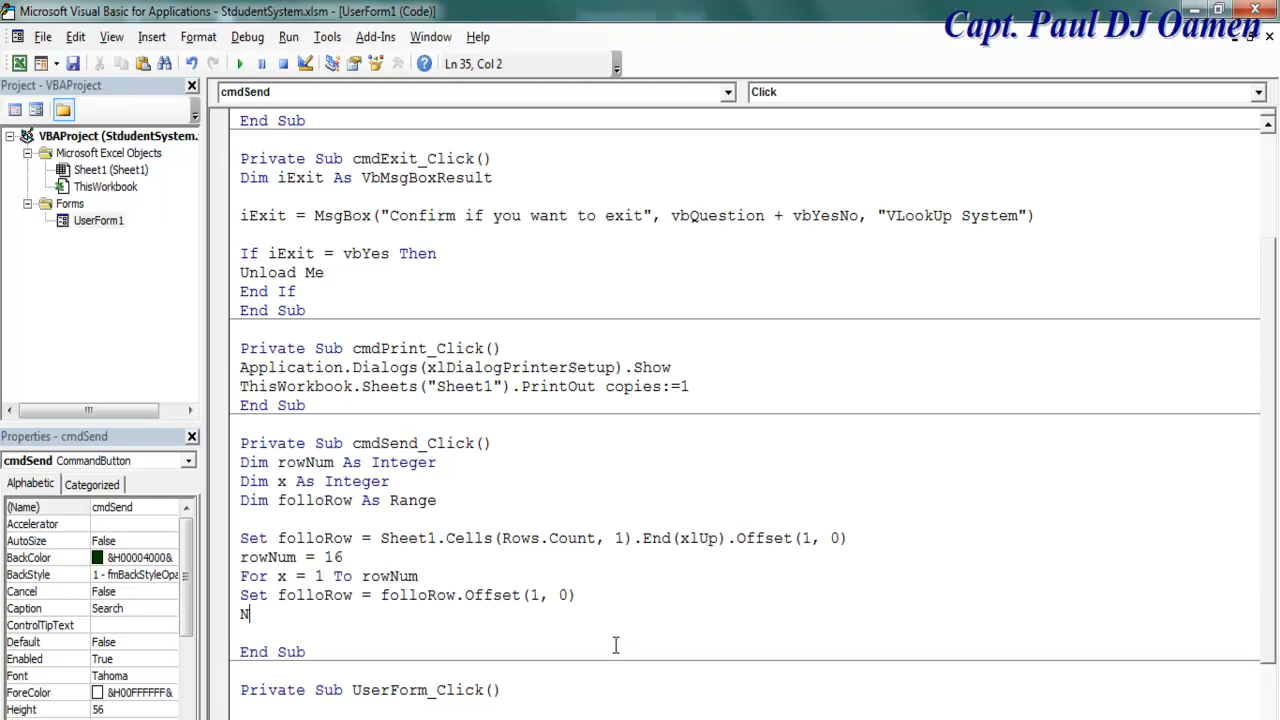 Microsoft Visual Basic for Applications - StdudentSystem.xlsm - [UserForm1 (Code)]
Capt. Paul DJ Oamen
File Edit View Insert Format Debug Run Tools Add-Ins Window Help
Ln 35, Col 2
Project - VBAProject
cmdSend Click
VBAProject (StdudentSystem.
Microsoft Excel Objects
Sheet1 (Sheet1)
ThisWorkbook
Forms
UserForm1
End Sub
Private Sub cmdExit_Click()
Dim iExit As VbMsgBoxResult
iExit = MsgBox("Confirm if you want to exit", vbQuestion + vbYesNo, "VLookUp System")
If iExit = vbYes Then
Unload Me
End If
End Sub
Private Sub cmdPrint_Click()
Application.Dialogs(xlDialogPrinterSetup).Show
ThisWorkbook.Sheets("Sheet1").PrintOut copies:=1
End Sub
Private Sub cmdSend_Click()
Dim rowNum As Integer
Dim x As Integer
Dim folloRow As Range
Set folloRow = Sheet1.Cells(Rows.Count, 1).End(xlUp).Offset(1, 0)
rowNum = 16
For x = 1 To rowNum
Set folloRow = folloRow.Offset(1, 0)
N
End Sub
Private Sub UserForm_Click()
Properties - cmdSend
cmdSend CommandButton
Alphabetic Categorized
(Name) cmdSend
Accelerator
AutoSize False
BackColor &H00004000&
BackStyle 1 - fmBackStyleOpa
Cancel False
Caption Search
ControlTipText
Default False
Enabled True
Font Tahoma
ForeColor &H00FFFFFF&
Height 56